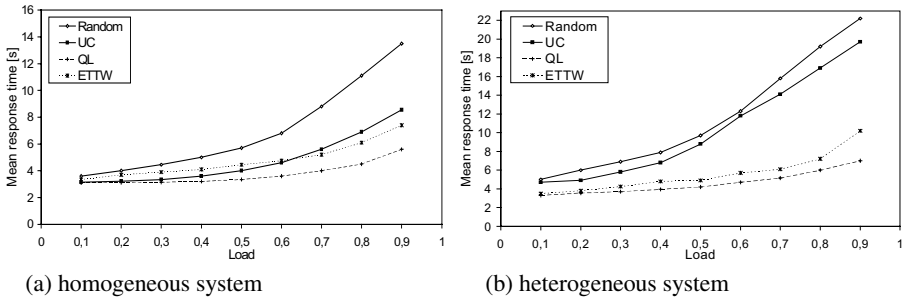 16
14
12
10
8
6
4
2
0
Mean response time [s]
Random
UC
QL
ETTW
0 0,1 0,2 0,3 0,4 0,5 0,6 0,7 0,8 0,9 1
Load
(a) homogeneous system
22
20
18
16
14
12
10
8
6
4
2
0
Mean response time [s]
Random
UC
QL
ETTW
0 0,1 0,2 0,3 0,4 0,5 0,6 0,7 0,8 0,9 1
Load
(b) heterogeneous system